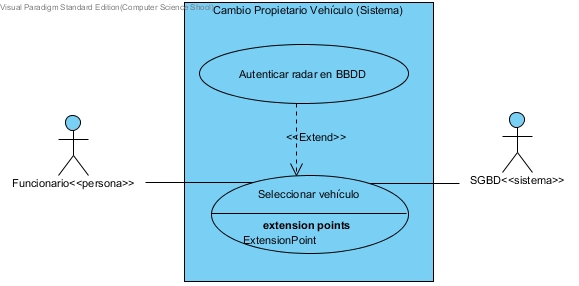 Visual Paradigm Standard Edition(Computer Science Shool)
Cambio Propietario Vehículo (Sistema)
Autenticar radar en BBDD
<<Extend>>
Funcionario<<persona>>
SGBD<<sistema>>
Seleccionar vehículo
extension points
ExtensionPoint